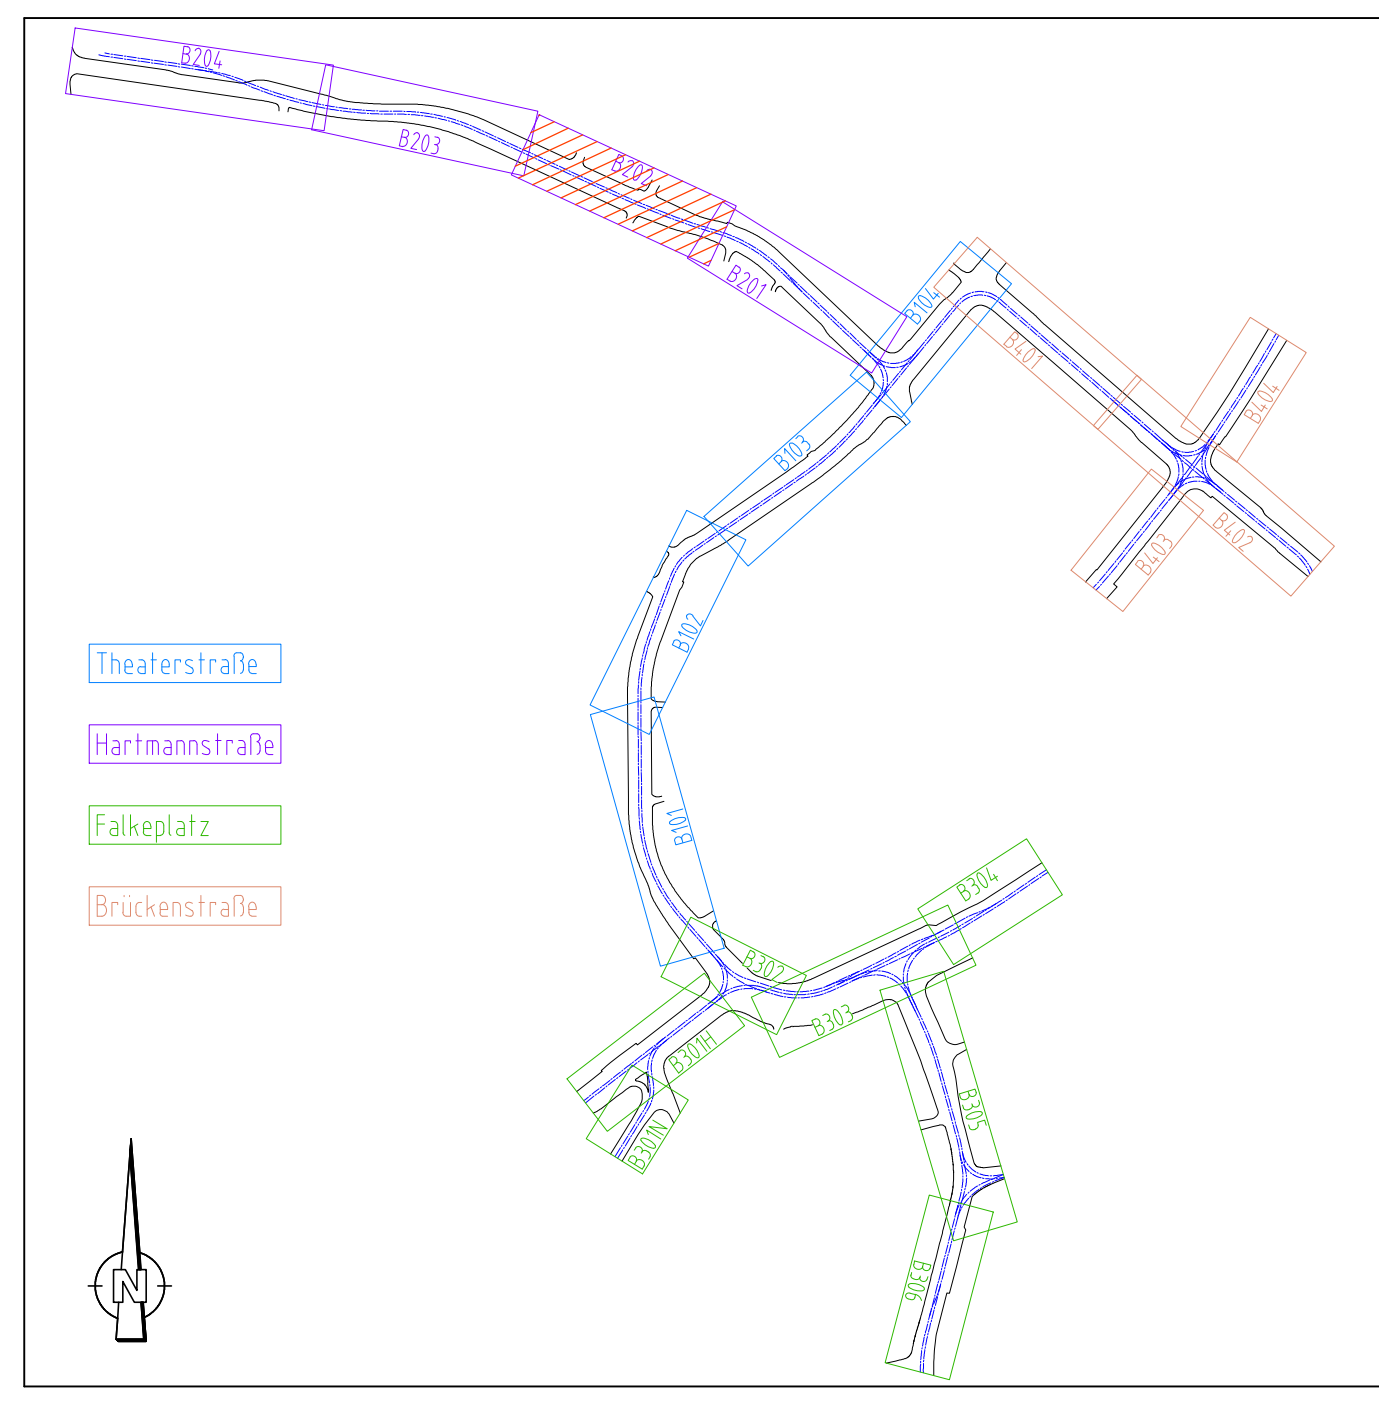 B204
B203
B202
B201
B104
B401
B404
B103
B402
B403
B102
Theaterstraße
Hartmannstraße
Falkeplatz
B101
Brückenstraße
B304
B302
B303
B301H
B305
B301N
B306
N